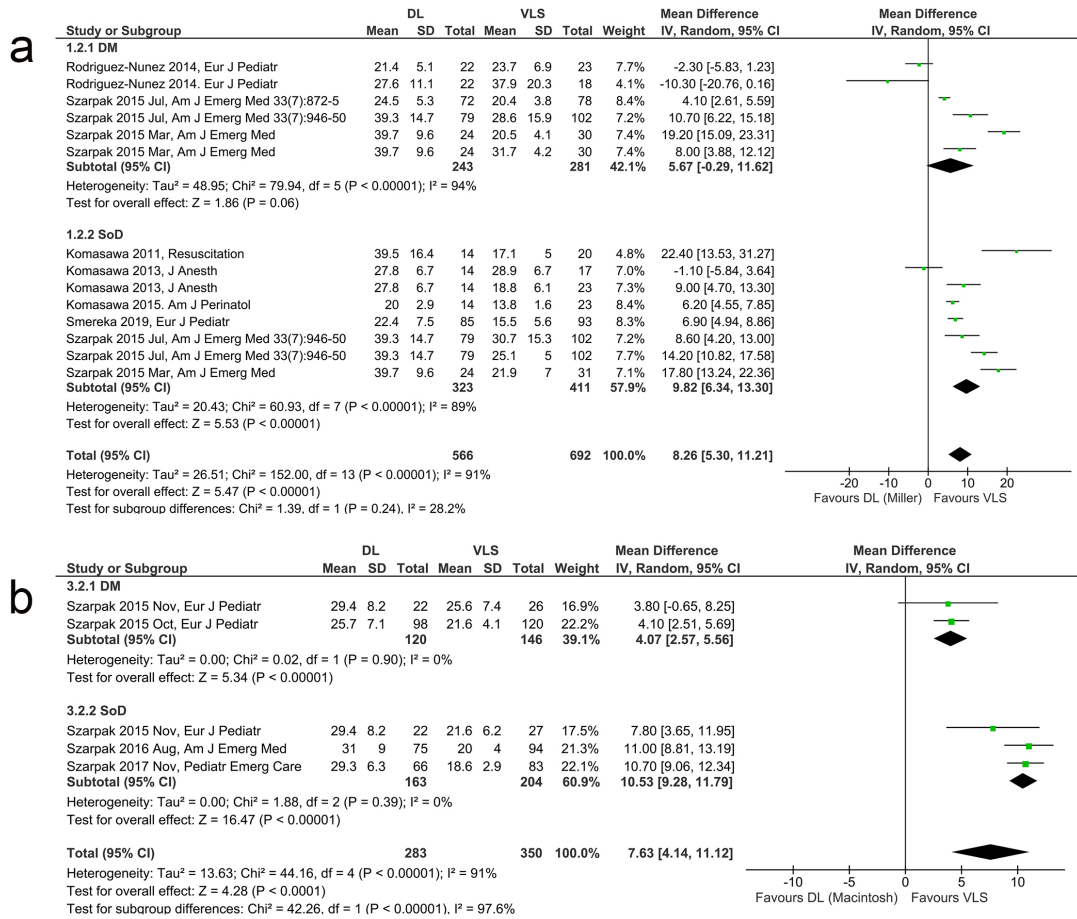 a
DL VLS Mean Difference Mean Difference
Study or Subgroup Mean SD Total Mean SD Total Weight IV, Random, 95% CI IV, Random, 95% CI
1.2.1 DM
Rodriguez-Nunez 2014, Eur J Pediatr 21.4 5.1 22 23.7 6.9 23 7.7% -2.30 [-5.83, 1.23]
Rodriguez-Nunez 2014. Eur J Pediatr 27.6 11.1 22 37.9 20.3 18 4.0% -10.30 [-20.76, 0.16]
Szarpak 2015 Jul, Am J Emerg Med 33(7):872-5 24.5 5.3 72 20.4 3.8 78 8.4% 4.10 [2.61, 5.59]
Szarpak 2015 Jul, Am J Emerg Med 33(7):946-50 39.3 14.7 79 28.6 15.9 102 7.2% 10.70 [6.22, 15.18]
Szarpak 2015 Mar, Am J Emerg Med 39.7 9.6 24 20.5 4.1 30 7.4% 19.20 [15.09, 23.31]
Szarpak 2015 Mar, Am J Emerg Med 39.7 9.6 24 31.7 4.2 30 7.4% 8.00 [3.88, 12.12]
Subtotal (95% CI) 243 281 42.1% 5.67 [-0.29, 11.62]
Heterogeneity: Tau² = 48.95; Chi² = 79.94, df = 5 (P < 0.00001); I² = 94%
Test for overall effect: Z = 1.86 (P = 0.06)
1.2.2 SoD
Komasawa 2011, Resuscitation 39.5 16.4 14 17.1 5 20 4.8% 22.40 [13.53, 31.27]
Komasawa 2013, J Anesth 27.8 6.7 14 28.9 6.7 17 7.0% -1.10 [-5.84, 3.64]
Komasawa 2013, J Anesth 27.8 6.7 14 18.8 6.1 23 7.3% 9.00 [4.70, 13.30]
Komasawa 2015. Am J Perinatol 20 2.9 14 13.8 1.6 23 8.4% 6.20 [4.55, 7.85]
Smereka 2019, Eur J Pediatr 22.4 7.5 85 15.5 5.6 93 8.3% 6.90 [4.94, 8.86]
Szarpak 2015 Jul, Am J Emerg Med 33(7):946-50 39.3 14.7 79 30.7 15.3 102 7.3% 8.60 [4.20, 13.00]
Szarpak 2015 Jul, Am J Emerg Med 33(7):946-50 39.3 14.7 79 25.1 5 102 7.7% 14.20 [10.82, 17.58]
Szarpak 2015 Mar, Am J Emerg Med 39.7 9.6 24 21.9 7 31 7.2% 17.80 [13.24, 22.36]
Subtotal (95% CI) 323 411 57.9% 9.82 [6.34, 13.30]
Heterogeneity: Tau² = 20.43; Chi² = 60.93, df = 7 (P < 0.00001); I² = 89%
Test for overall effect: Z = 5.53 (P < 0.00001)
Total (95% CI) 566 692 100.0% 8.26 [5.30, 11.21]
Heterogeneity: Tau² = 26.51; Chi² = 152.00, df = 13 (P < 0.00001); I² = 91%
Test for overall effect: Z = 5.47 (P < 0.00001)
Test for subgroup differences: Chi² = 1.39, df = 1 (P = 0.24), I² = 28.2%
-20 -10 0 10 20
Favours DL (Miller) Favours VLS
b
DL VLS Mean Difference Mean Difference
Study or Subgroup Mean SD Total Mean SD Total Weight IV, Random, 95% CI IV, Random, 95% CI
3.2.1 DM
Szarpak 2015 Nov, Eur J Pediatr 29.4 8.2 22 25.6 7.4 26 16.9% 3.80 [-0.65, 8.25]
Szarpak 2015 Oct, Eur J Pediatr 25.7 7.1 98 21.6 4.1 120 22.2% 4.10 [2.51, 5.69]
Subtotal (95% CI) 120 146 39.1% 4.07 [2.57, 5.56]
Heterogeneity: Tau² = 0.00; Chi² = 0.02, df = 1 (P = 0.90); I² = 0%
Test for overall effect: Z = 5.34 (P < 0.00001)
3.2.2 SoD
Szarpak 2015 Nov, Eur J Pediatr 29.4 8.2 22 21.6 6.2 27 17.5% 7.80 [3.65, 11.95]
Szarpak 2016 Aug, Am J Emerg Med 31 9 75 20 4 94 21.3% 11.00 [8.81, 13.19]
Szarpak 2017 Nov, Pediatr Emerg Care 29.3 6.3 66 18.6 2.9 83 22.1% 10.70 [9.06, 12.34]
Subtotal (95% CI) 163 204 60.9% 10.53 [9.28, 11.79]
Heterogeneity: Tau² = 0.00; Chi² = 1.88, df = 2 (P = 0.39); I² = 0%
Test for overall effect: Z = 16.47 (P < 0.00001)
Total (95% CI) 283 350 100.0% 7.63 [4.14, 11.12]
Heterogeneity: Tau² = 13.63; Chi² = 44.16, df = 4 (P < 0.00001); I² = 91%
Test for overall effect: Z = 4.28 (P < 0.0001)
Test for subgroup differences: Chi² = 42.26, df = 1 (P < 0.00001), I² = 97.6%
-10 -5 0 5 10
Favours DL (Macintosh) Favours VLS